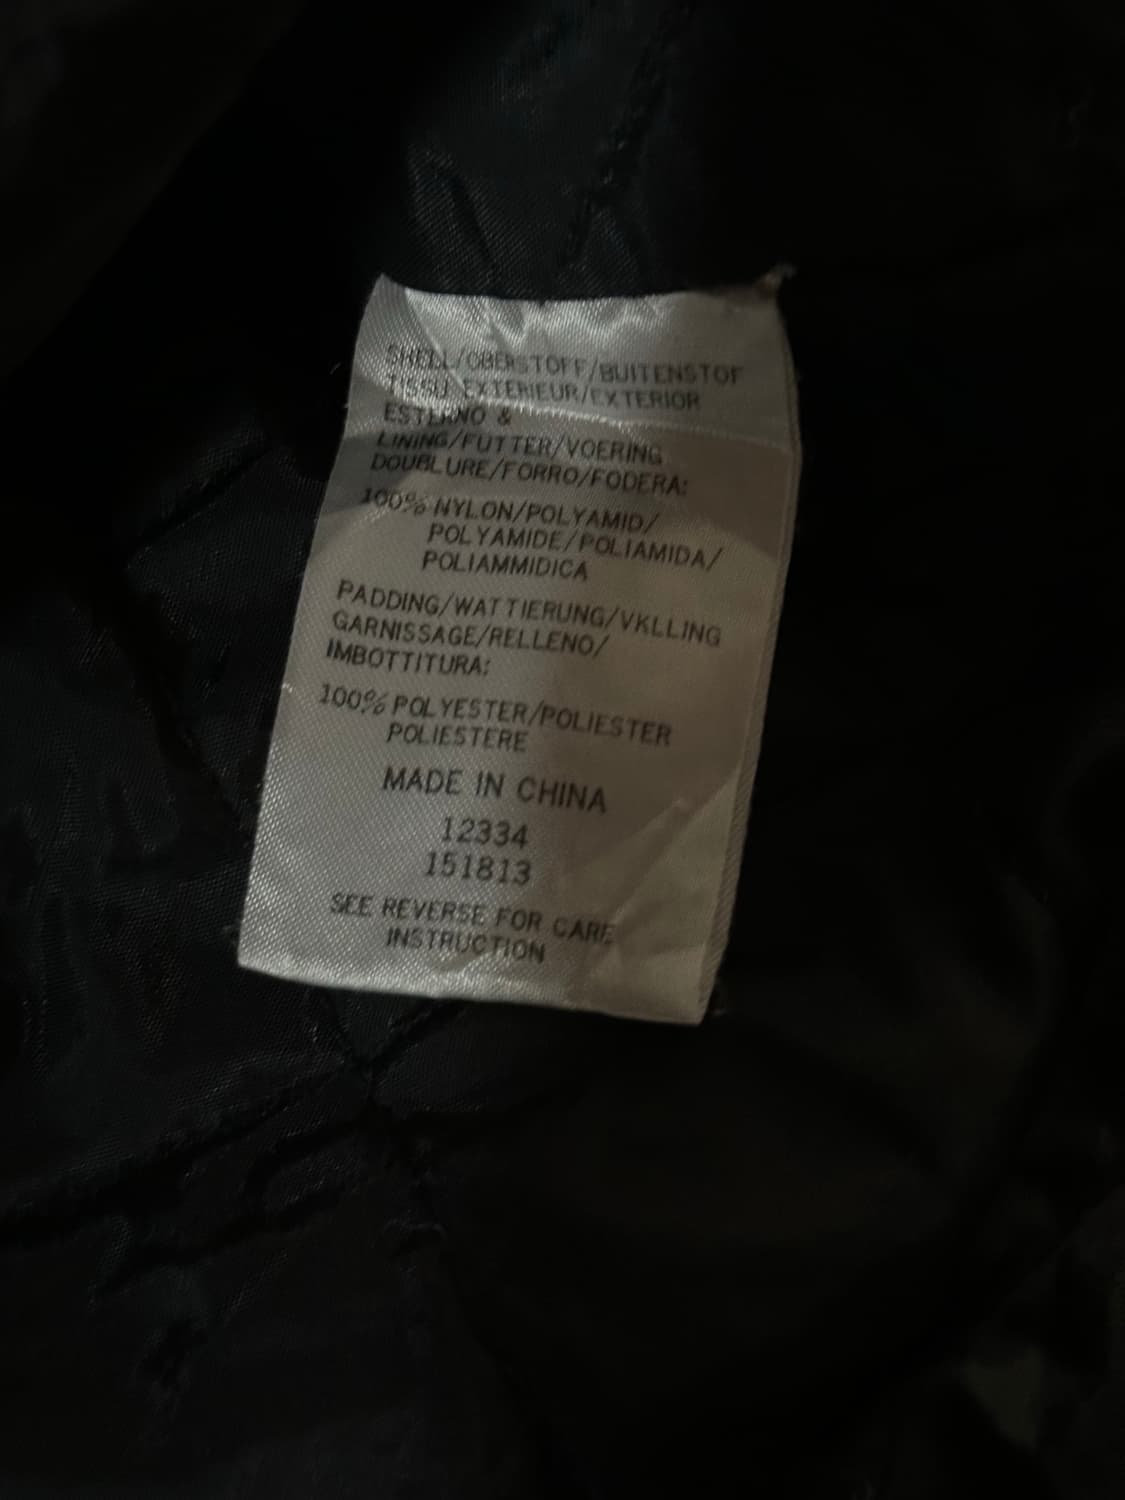 SHELL/OBERSTOFF/BUITENSTOF
TISSU EXTERIEUR/EXTERIOR
ESTERNO &
LINING/FUTTER/VOERING
DOUBLURE/FORRO/FODERA:
100% NYLON/POLYAMID/
POLYAMIDE/POLIAMIDA/
POLIAMMIDICA
PADDING/WATTIERUNG/VKLLING
GARNISSAGE/RELLENO/
IMBOTTITURA:
100% POLYESTER/POLIESTER
POLIESTERE
MADE IN CHINA
12334
151813
SEE REVERSE FOR CARE
INSTRUCTION